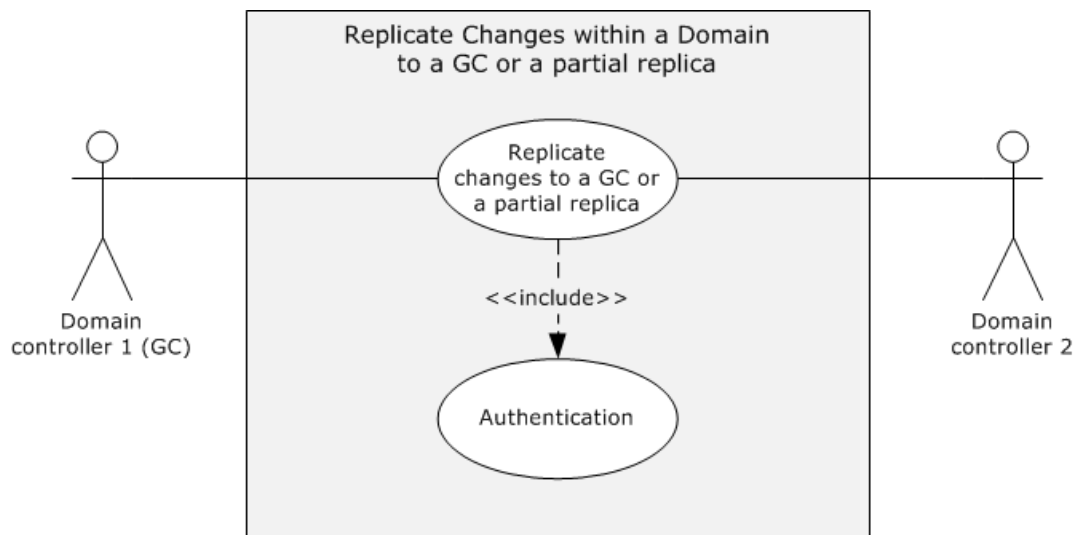 Replicate Changes within a Domain
to a GC or a partial replica
Replicate
changes to a GC or
a partial replica
<<include>>
Domain
controller 1 (GC)
Domain
controller 2
Authentication